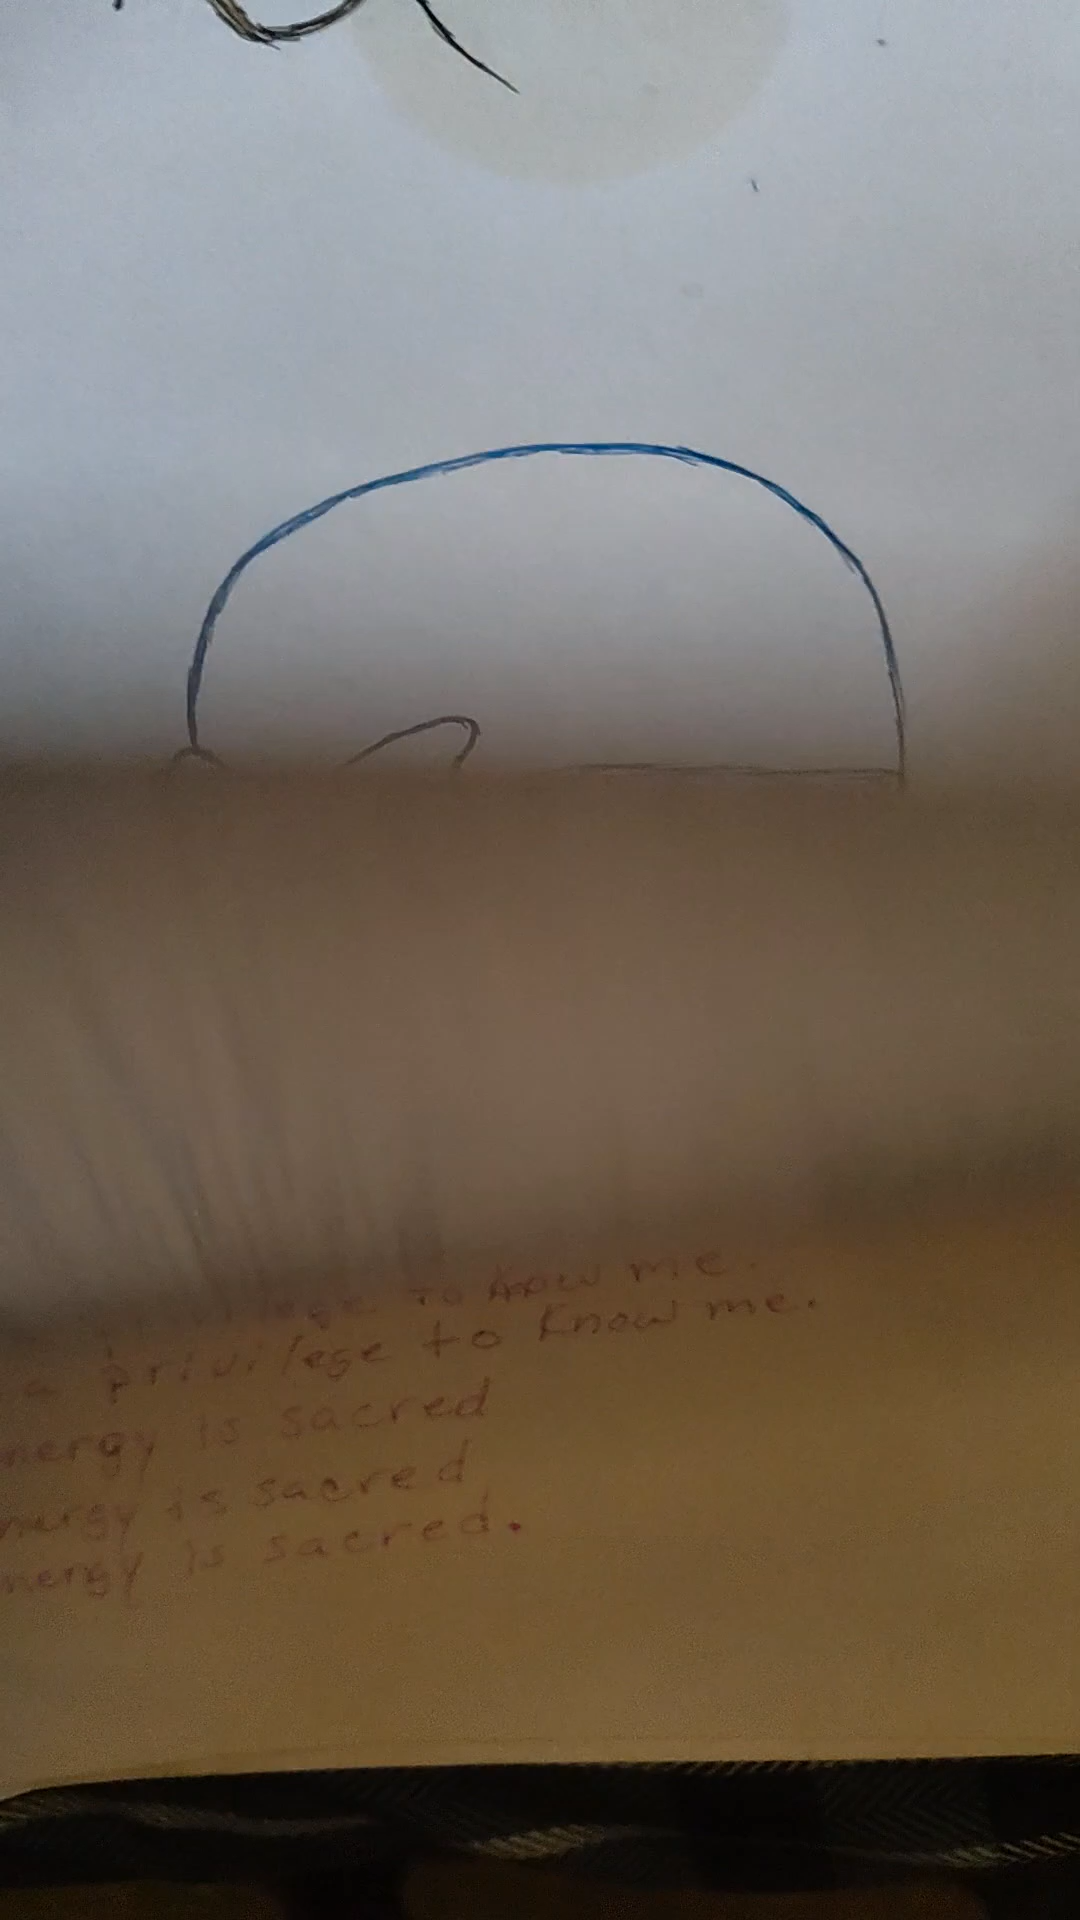 to know me.
a privilege to know me.
nergy is sacred
nergy is sacred
nergy is sacred.